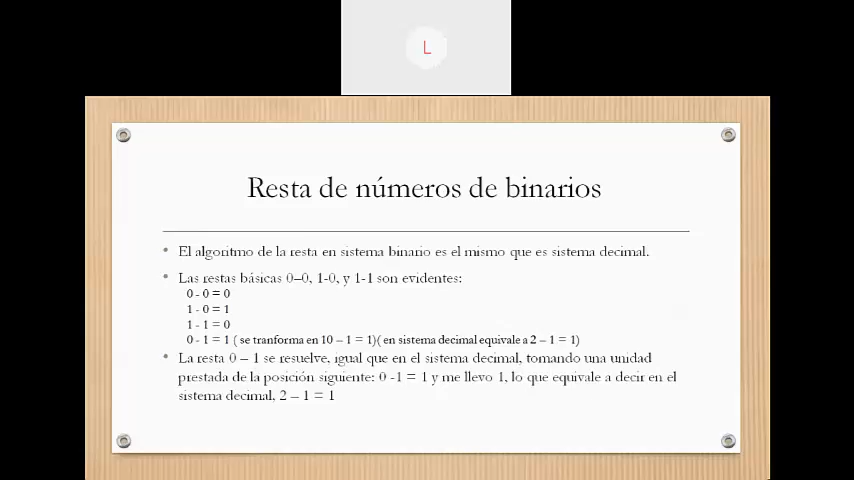 L
Resta de números de binarios
• El algoritmo de la resta en sistema binario es el mismo que es sistema decimal.
• Las restas básicas 0–0, 1-0, y 1-1 son evidentes:
0 - 0 = 0
1 - 0 = 1
1 - 1 = 0
0 - 1 = 1 ( se tranforma en 10 – 1 = 1)( en sistema decimal equivale a 2 – 1 = 1)
• La resta 0 – 1 se resuelve, igual que en el sistema decimal, tomando una unidad
prestada de la posición siguiente: 0 -1 = 1 y me llevo 1, lo que equivale a decir en el
sistema decimal, 2 – 1 = 1